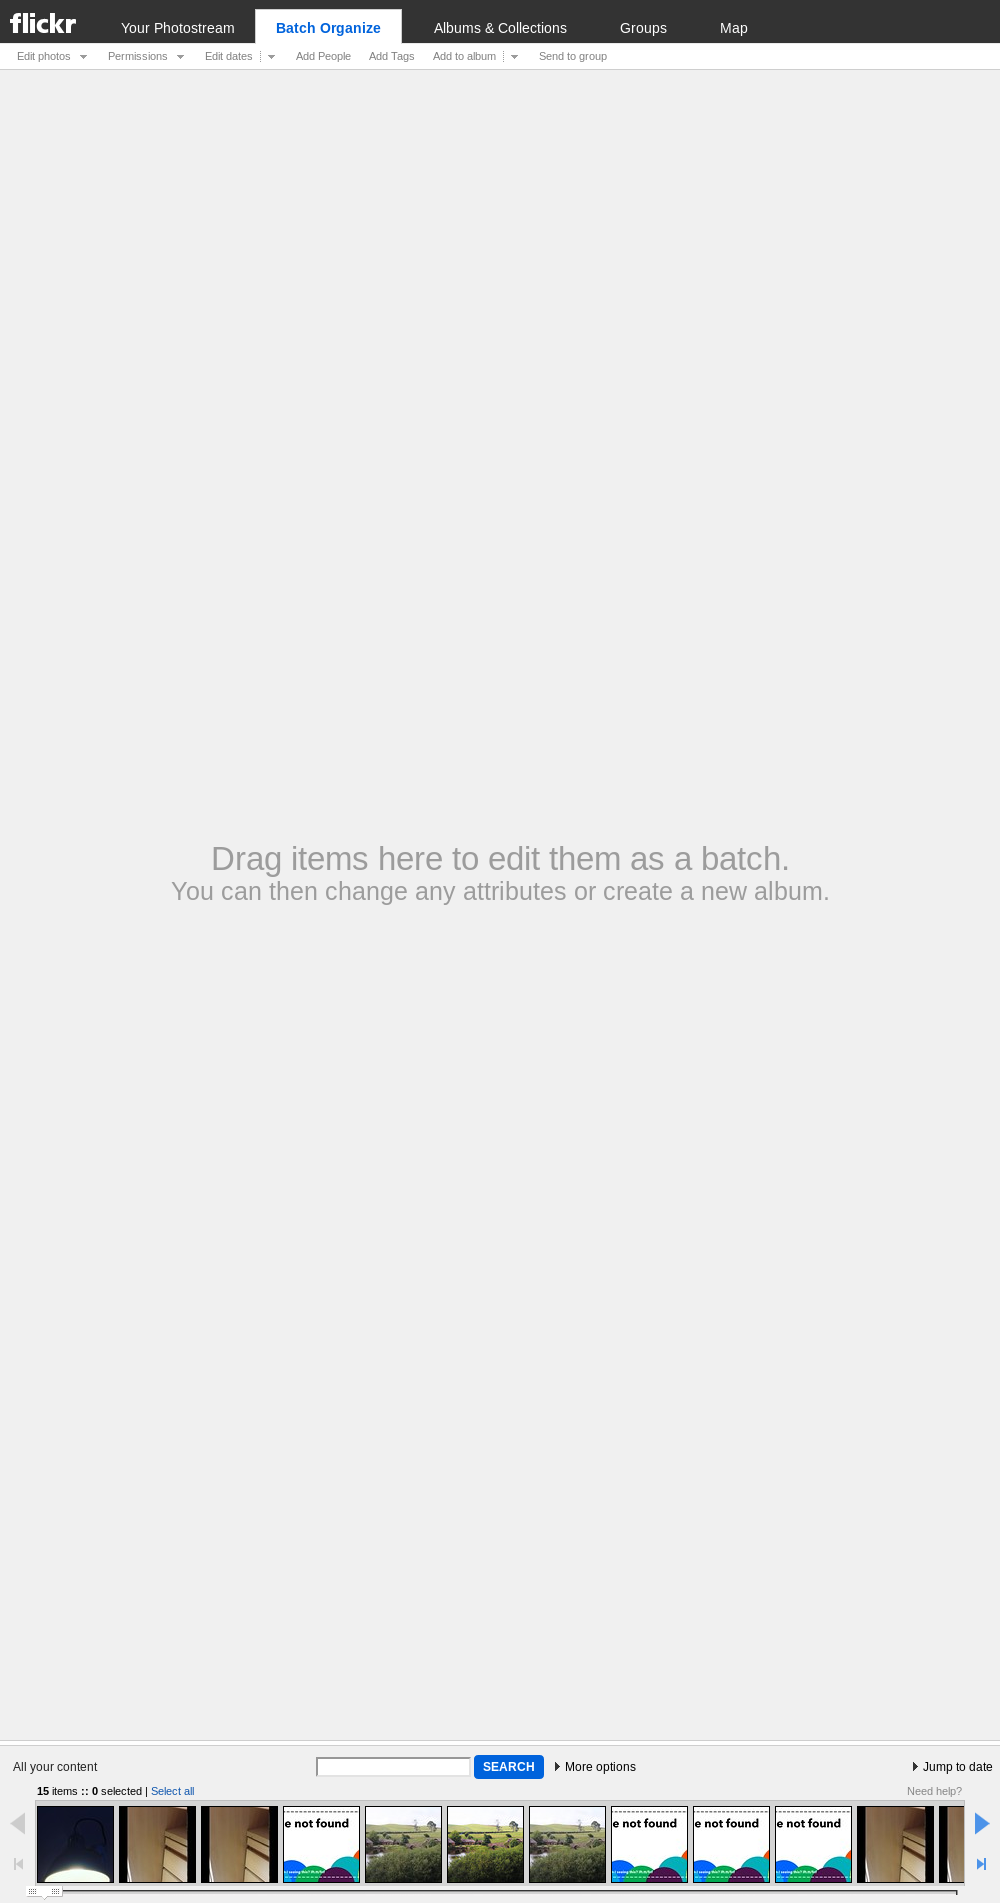 flickr
Your Photostream Batch Organize Albums & Collections Groups Map
Edit photos Permissions Edit dates Add People Add Tags Add to album Send to group
Drag items here to edit them as a batch.
You can then change any attributes or create a new album.
All your content SEARCH More options Jump to date
15 items :: 0 selected | Select all Need help?
e not found e not found e not found e not found